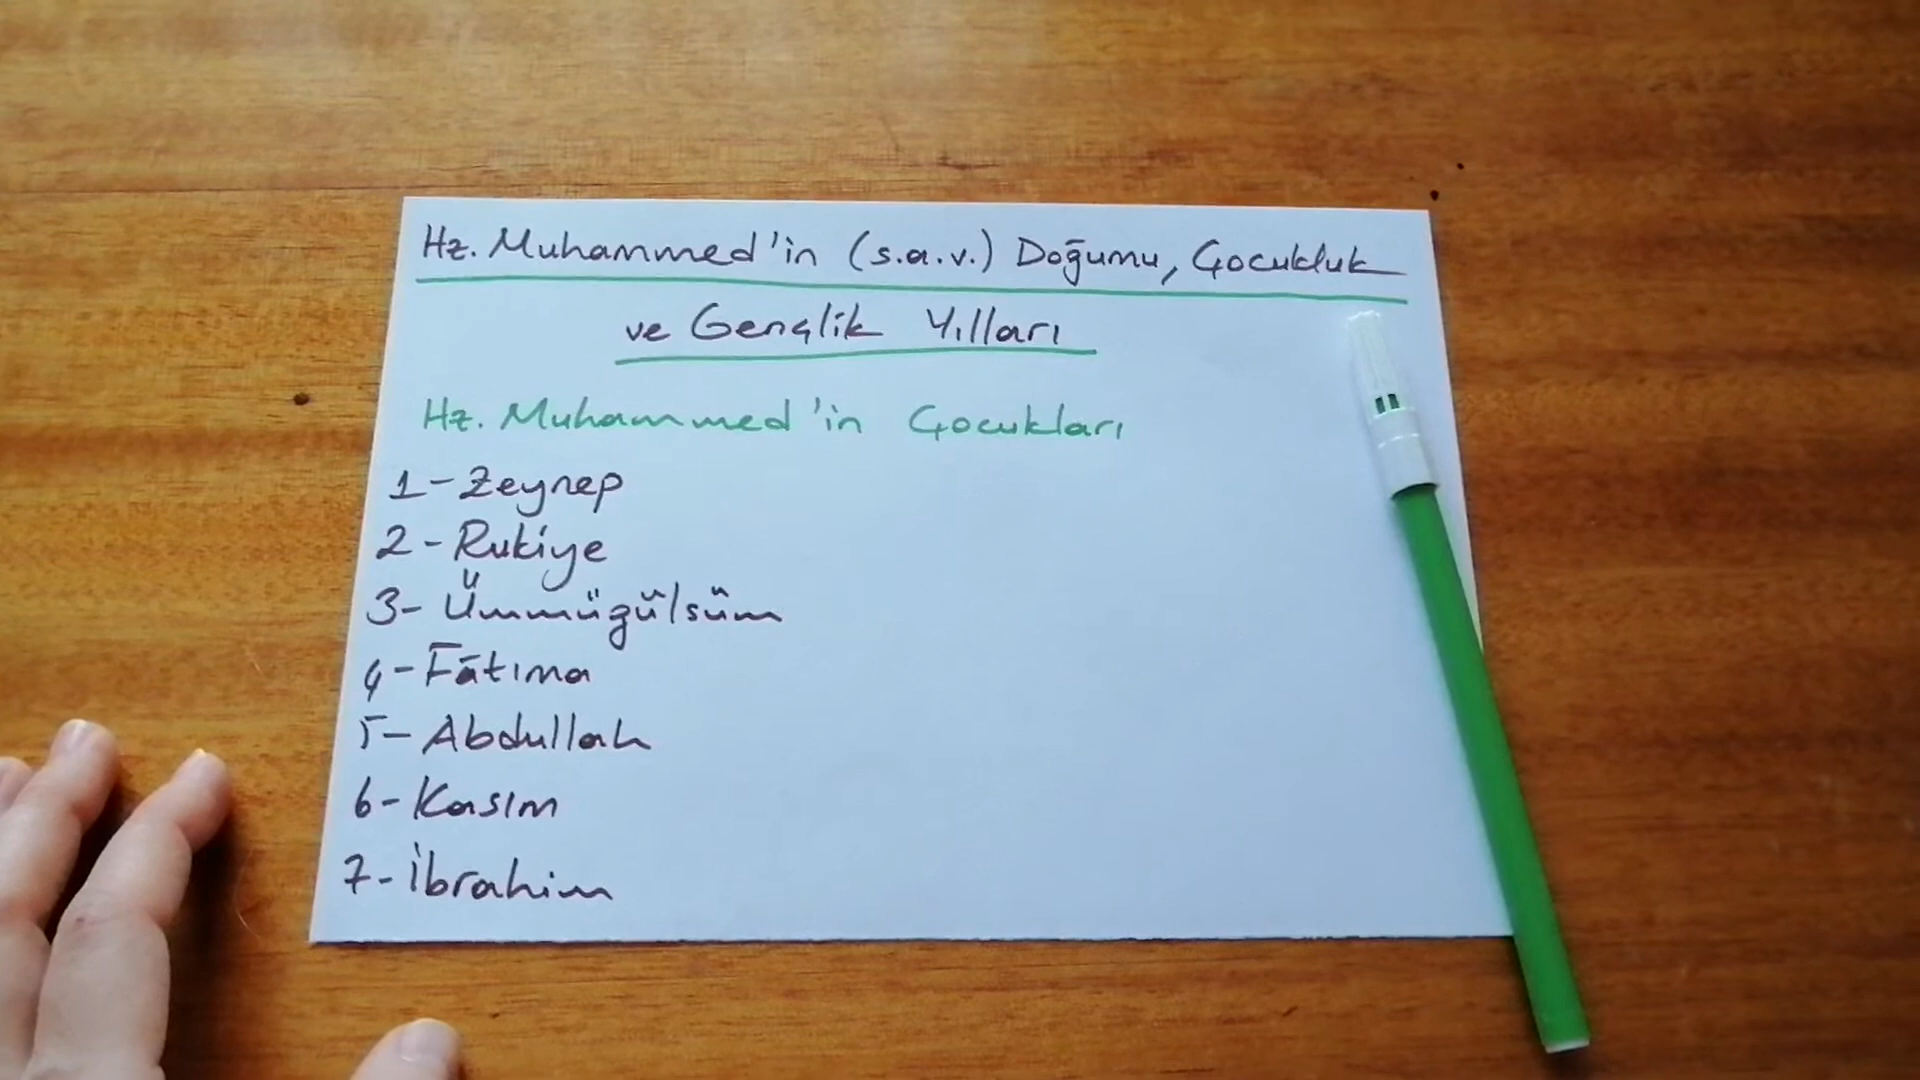 Hz. Muhammed'in (s.a.v.) Doğumu, Çocukluk
ve Gençlik Yılları
Hz. Muhammed'in Çocukları
1- Zeynep
2- Rukiye
3- Ümmügülsüm
4- Fātıma
5- Abdullah
6- Kasım
7- İbrahim